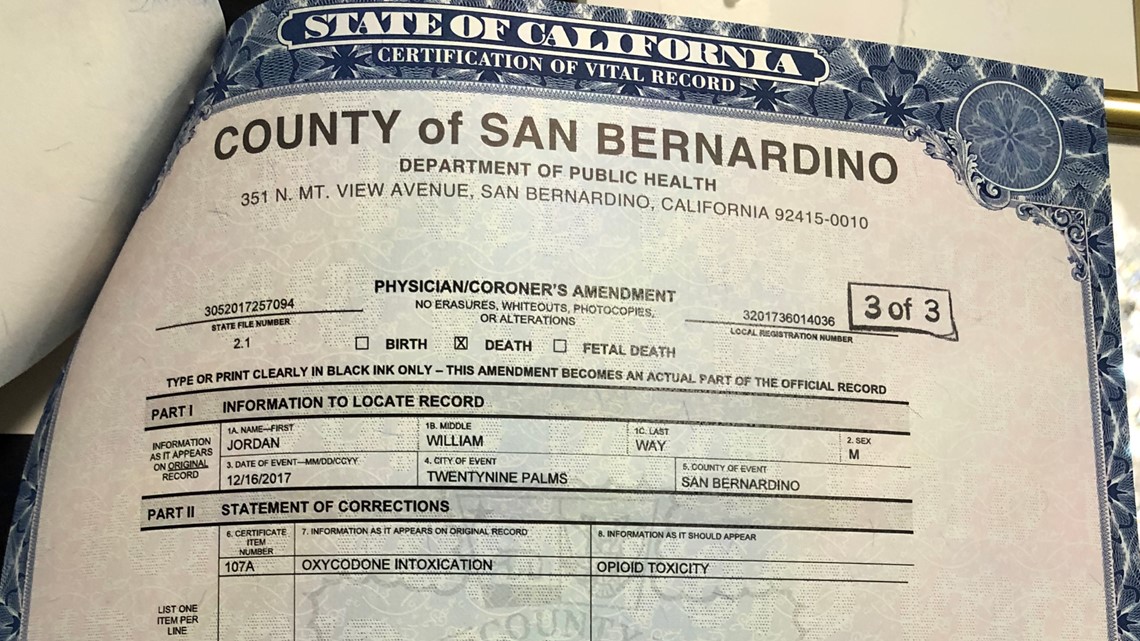 STATE OF CALIFORNIA
CERTIFICATION OF VITAL RECORD
COUNTY of SAN BERNARDINO
DEPARTMENT OF PUBLIC HEALTH
351 N. MT. VIEW AVENUE, SAN BERNARDINO, CALIFORNIA 92415-0010
PHYSICIAN/CORONER'S AMENDMENT
3052017257094
STATE FILE NUMBER
NO ERASURES, WHITEOUTS, PHOTOCOPIES,
OR ALTERATIONS
3201736014036
LOCAL REGISTRATION NUMBER
3 of 3
2.1
☐ BIRTH ☒ DEATH ☐ FETAL DEATH
TYPE OR PRINT CLEARLY IN BLACK INK ONLY – THIS AMENDMENT BECOMES AN ACTUAL PART OF THE OFFICIAL RECORD
PART I INFORMATION TO LOCATE RECORD
INFORMATION
AS IT APPEARS
ON ORIGINAL
RECORD
1A. NAME—FIRST
JORDAN
1B. MIDDLE
WILLIAM
1C. LAST
WAY
2. SEX
M
3. DATE OF EVENT—MM/DD/CCYY
12/16/2017
4. CITY OF EVENT
TWENTYNINE PALMS
5. COUNTY OF EVENT
SAN BERNARDINO
PART II STATEMENT OF CORRECTIONS
6. CERTIFICATE
ITEM
NUMBER
7. INFORMATION AS IT APPEARS ON ORIGINAL RECORD
8. INFORMATION AS IT SHOULD APPEAR
107A OXYCODONE INTOXICATION OPIOID TOXICITY
LIST ONE
ITEM PER
LINE
COUNTY